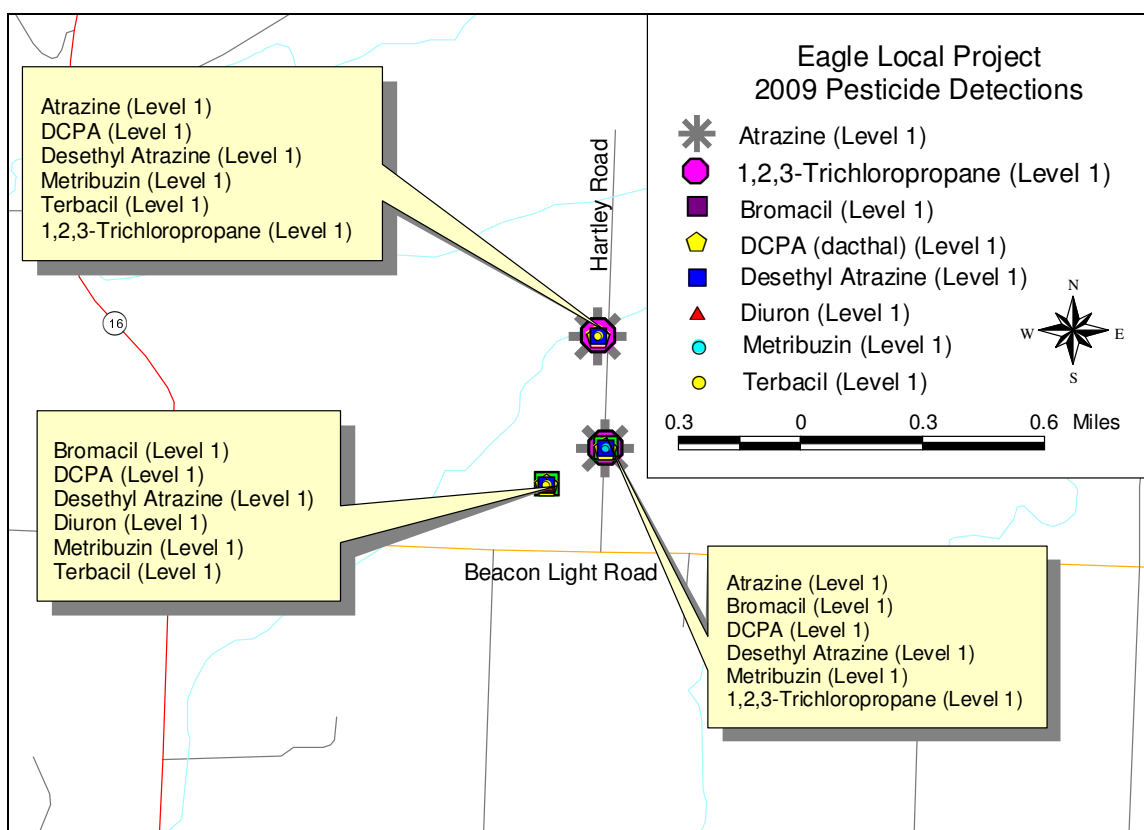 Eagle Local Project
2009 Pesticide Detections
Atrazine (Level 1)
1,2,3-Trichloropropane (Level 1)
Bromacil (Level 1)
DCPA (dacthal) (Level 1)
Desethyl Atrazine (Level 1)
Diuron (Level 1)
Metribuzin (Level 1)
Terbacil (Level 1)
N
W
E
S
0.3
0
0.3
0.6
Miles
Atrazine (Level 1)
DCPA (Level 1)
Desethyl Atrazine (Level 1)
Metribuzin (Level 1)
Terbacil (Level 1)
1,2,3-Trichloropropane (Level 1)
Hartley Road
16
Bromacil (Level 1)
DCPA (Level 1)
Desethyl Atrazine (Level 1)
Diuron (Level 1)
Metribuzin (Level 1)
Terbacil (Level 1)
Beacon Light Road
Atrazine (Level 1)
Bromacil (Level 1)
DCPA (Level 1)
Desethyl Atrazine (Level 1)
Metribuzin (Level 1)
1,2,3-Trichloropropane (Level 1)